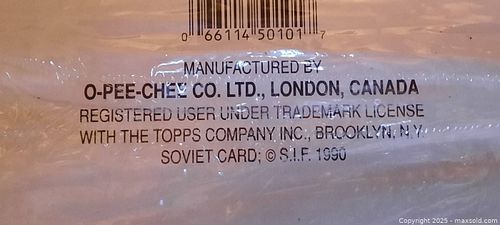 0 66114 50101 7
MANUFACTURED BY
O-PEE-CHEE CO. LTD., LONDON, CANADA
REGISTERED USER UNDER TRADEMARK LICENSE
WITH THE TOPPS COMPANY INC., BROOKLYN, N.Y.
SOVIET CARD; © S.I.F. 1990
Copyright 2025 - maxsold.com